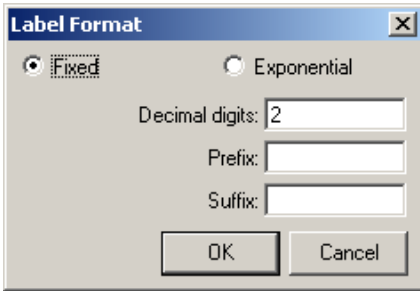 Label Format
Fixed Exponential
Decimal digits: 2
Prefix:
Suffix:
OK Cancel